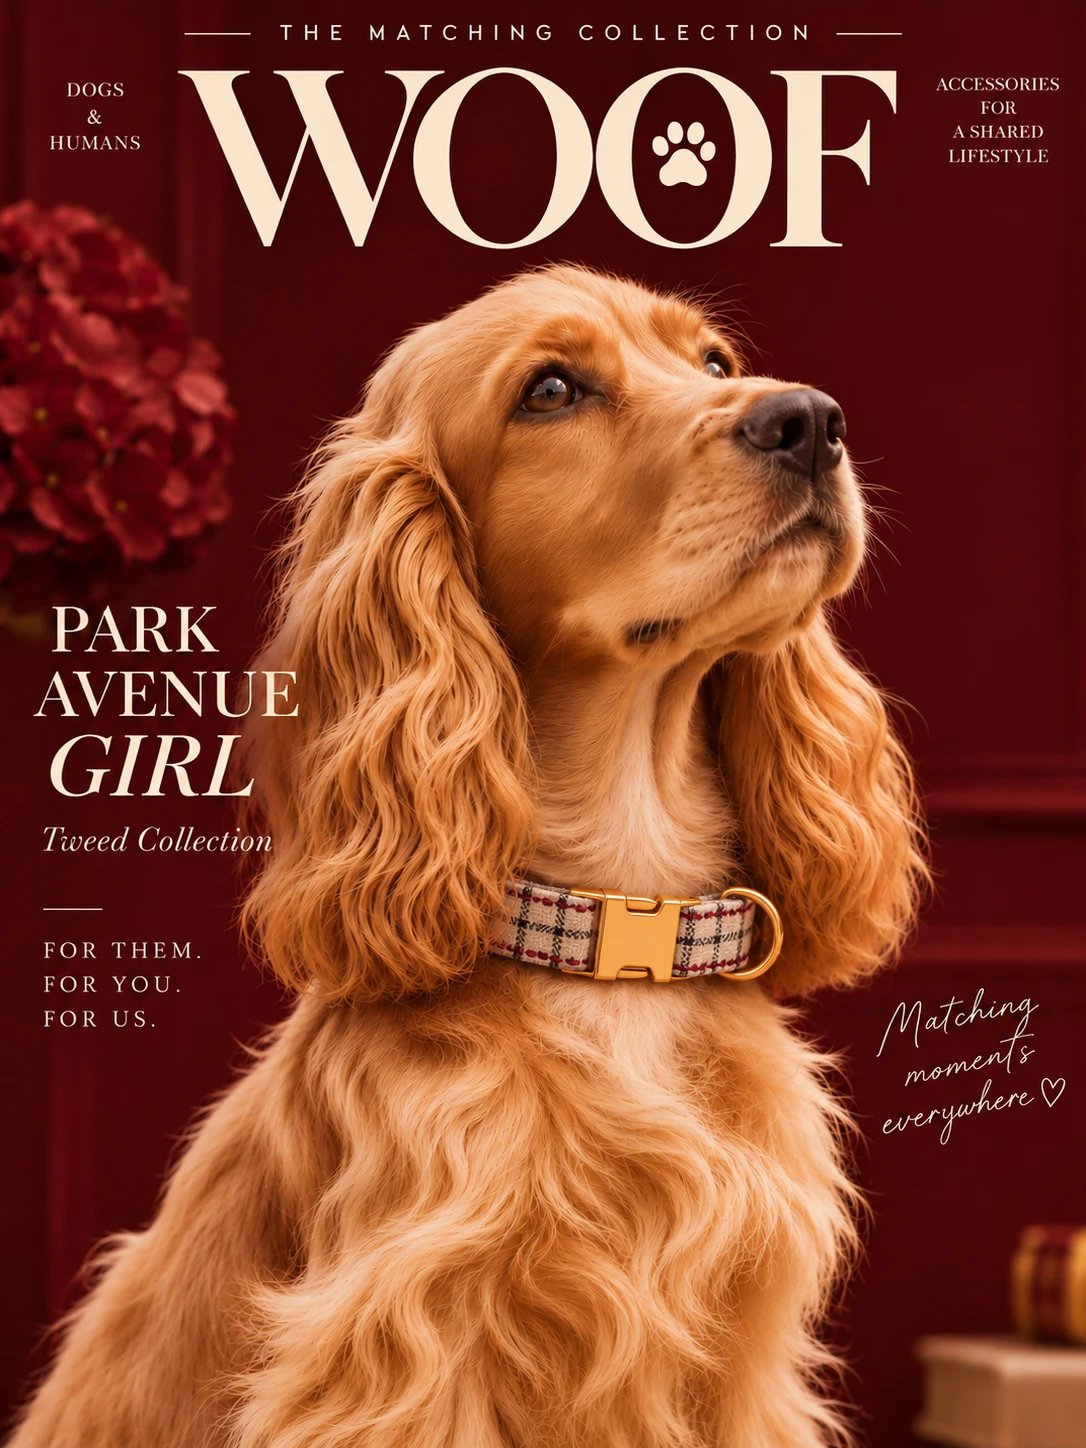 THE MATCHING COLLECTION
WOOF
DOGS
&
HUMANS
ACCESSORIES
FOR
A SHARED
LIFESTYLE
PARK
AVENUE
GIRL
Tweed Collection
FOR THEM.
FOR YOU.
FOR US.
Matching
moments
everywhere♡